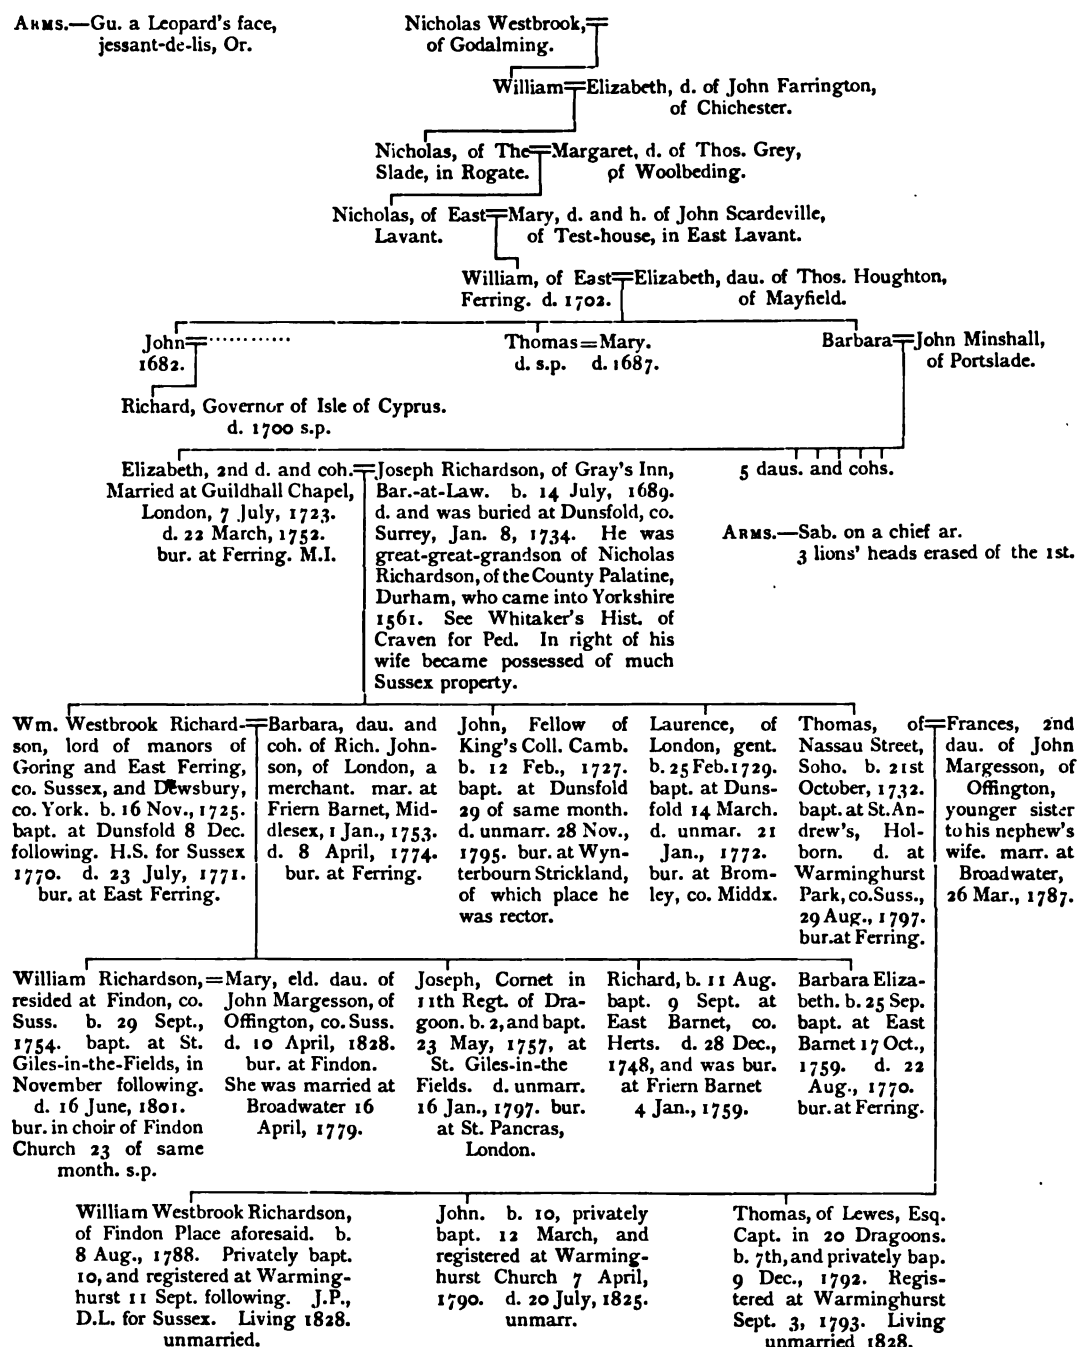 ARMS.—Gu. a Leopard's face,
jessant-de-lis, Or.
Nicholas Westbrook,
of Godalming.
William=Elizabeth, d. of John Farrington,
of Chichester.
Nicholas, of The=Margaret, d. of Thos. Grey,
Slade, in Rogate. of Woolbeding.
Nicholas, of East=Mary, d. and h. of John Scardeville,
Lavant. of Test-house, in East Lavant.
William, of East=Elizabeth, dau. of Thos. Houghton,
Ferring. d. 1702. of Mayfield.
John=............
1682.
Thomas=Mary.
d. s.p. d. 1687.
Barbara=John Minshall,
of Portslade.
Richard, Governor of Isle of Cyprus.
d. 1700 s.p.
Elizabeth, 2nd d. and coh.
Married at Guildhall Chapel,
London, 7 July, 1723.
d. 22 March, 1752.
bur. at Ferring. M.I.
=Joseph Richardson, of Gray's Inn,
Bar.-at-Law. b. 14 July, 1689.
d. and was buried at Dunsfold, co.
Surrey, Jan. 8, 1734. He was
great-great-grandson of Nicholas
Richardson, of the County Palatine,
Durham, who came into Yorkshire
1561. See Whitaker's Hist. of
Craven for Ped. In right of his
wife became possessed of much
Sussex property.
5 daus. and cohs.
ARMS.—Sab. on a chief ar.
3 lions' heads erased of the 1st.
Wm. Westbrook Richard-
son, lord of manors of
Goring and East Ferring,
co. Sussex, and Dewsbury,
co. York. b. 16 Nov., 1725.
bapt. at Dunsfold 8 Dec.
following. H.S. for Sussex
1770. d. 23 July, 1771.
bur. at East Ferring.
=Barbara, dau. and
coh. of Rich. John-
son, of London, a
merchant. mar. at
Friern Barnet, Mid-
dlesex, 1 Jan., 1753.
d. 8 April, 1774.
bur. at Ferring.
John, Fellow of
King's Coll. Camb.
b. 12 Feb., 1727.
bapt. at Dunsfold
29 of same month.
d. unmarr. 28 Nov.,
1795. bur. at Wyn-
terbourn Strickland,
of which place he
was rector.
Laurence, of
London, gent.
b. 25 Feb. 1729.
bapt. at Duns-
fold 14 March.
d. unmar. 21
Jan., 1772.
bur. at Brom-
ley, co. Middx.
Thomas, of
Nassau Street,
Soho. b. 21st
October, 1732.
bapt. at St. An-
drew's, Hol-
born. d. at
Warminghurst
Park, co. Suss.,
29 Aug., 1797.
bur. at Ferring.
=Frances, 2nd
dau. of John
Margesson, of
Offington,
younger sister
to his nephew's
wife. marr. at
Broadwater,
26 Mar., 1787.
William Richardson,
resided at Findon, co.
Suss. b. 29 Sept.,
1754. bapt. at St.
Giles-in-the-Fields, in
November following.
d. 16 June, 1801.
bur. in choir of Findon
Church 23 of same
month. s.p.
=Mary, eld. dau. of
John Margesson, of
Offington, co. Suss.
d. 10 April, 1828.
bur. at Findon.
She was married at
Broadwater 16
April, 1779.
Joseph, Cornet in
11th Regt. of Dra-
goon. b. 2, and bapt.
23 May, 1757, at
St. Giles-in-the
Fields. d. unmarr.
16 Jan., 1797. bur.
at St. Pancras,
London.
Richard, b. 11 Aug.
bapt. 9 Sept. at
East Barnet, co.
Herts. d. 28 Dec.,
1748, and was bur.
at Friern Barnet
4 Jan., 1759.
Barbara Eliza-
beth. b. 25 Sep.
bapt. at East
Barnet 17 Oct.,
1759. d. 22
Aug., 1770.
bur. at Ferring.
William Westbrook Richardson,
of Findon Place aforesaid. b.
8 Aug., 1788. Privately bapt.
10, and registered at Warming-
hurst 11 Sept. following. J.P.,
D.L. for Sussex. Living 1828.
unmarried.
John. b. 10, privately
bapt. 12 March, and
registered at Warming-
hurst Church 7 April,
1790. d. 20 July, 1825.
unmarr.
Thomas, of Lewes, Esq.
Capt. in 20 Dragoons.
b. 7th, and privately bap.
9 Dec., 1792. Regis-
tered at Warminghurst
Sept. 3, 1793. Living
unmarried 1828.